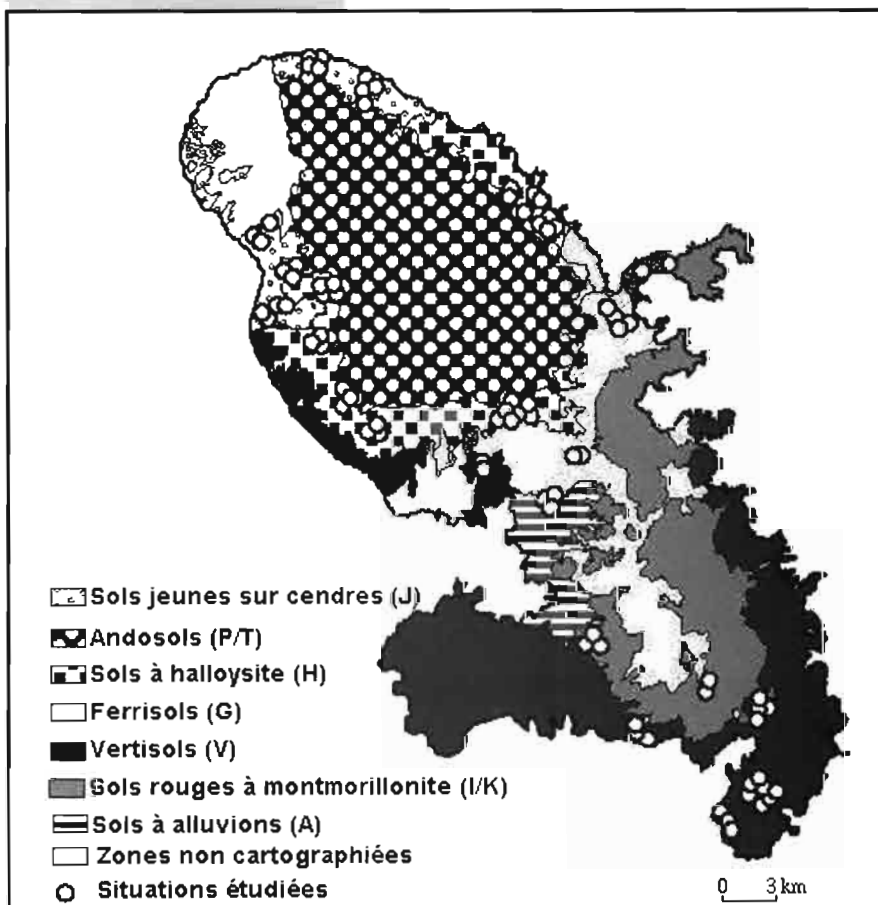 Sols jeunes sur cendres (J)
Andosols (P/T)
Sols à halloysite (H)
Ferrisols (G)
Vertisols (V)
Sols rouges à montmorillonite (I/K)
Sols à alluvions (A)
Zones non cartographiées
Situations étudiées
0 3 km